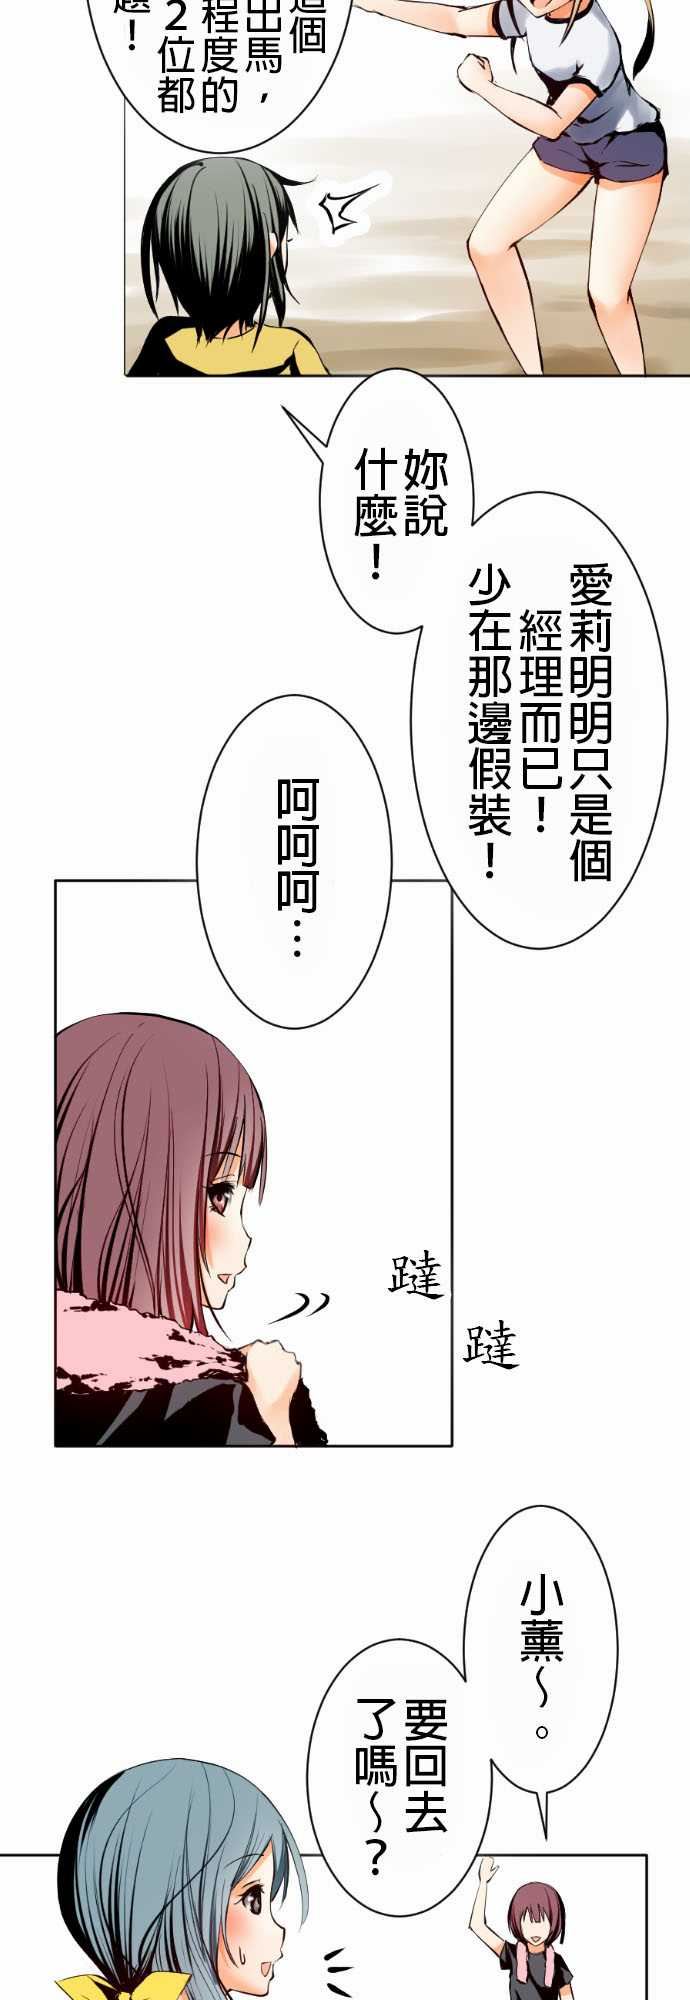 這個
出馬，
程度的
2位都
題！
妳說
什麼！
愛莉明明只是個
經理而已！
少在那邊假裝！
呵呵呵…
躂
躂
小薰～。
要回去
了嗎～？